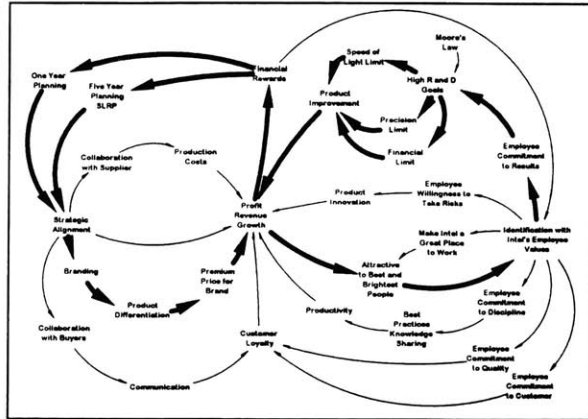 Moore's
Law
Speed of
Light Limit
One Year
Planning
Financial
Rewards
High R and D
Goals
Five Year
Planning
SLRP
Product
Improvement
Precision
Limit
Financial
Limit
Employee
Commitment
to Results
Collaboration
with Supplier
Production
Costs
Product
Innovation
Employee
Willingness to
Take Risks
Strategic
Alignment
Profit
Revenue
Growth
Make Intel a
Great Place
to Work
Identification with
Intel's Employee
Values
Branding
Premium
Price for
Brand
Attractive
to Best and
Brightest
People
Product
Differentiation
Employee
Commitment
to Discipline
Productivity
Best
Practices
Knowledge
Sharing
Collaboration
with Buyers
Customer
Loyalty
Employee
Commitment
to Quality
Communication
Employee
Commitment
to Customer